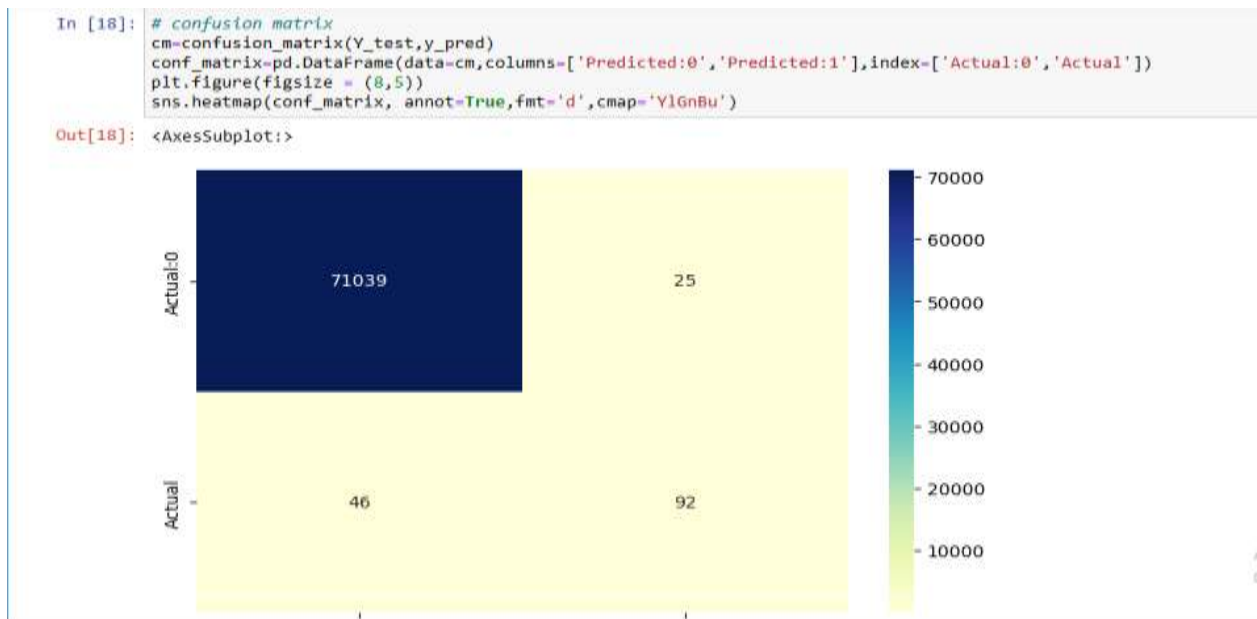 In [18]: # confusion matrix
cm=confusion_matrix(Y_test,y_pred)
conf_matrix=pd.DataFrame(data=cm,columns=['Predicted:0','Predicted:1'],index=['Actual:0','Actual'])
plt.figure(figsize = (8,5))
sns.heatmap(conf_matrix, annot=True,fmt='d',cmap='YlGnBu')
Out[18]: <AxesSubplot:>
70000
60000
Actual:0
71039
25
50000
40000
30000
20000
Actual
46
92
10000